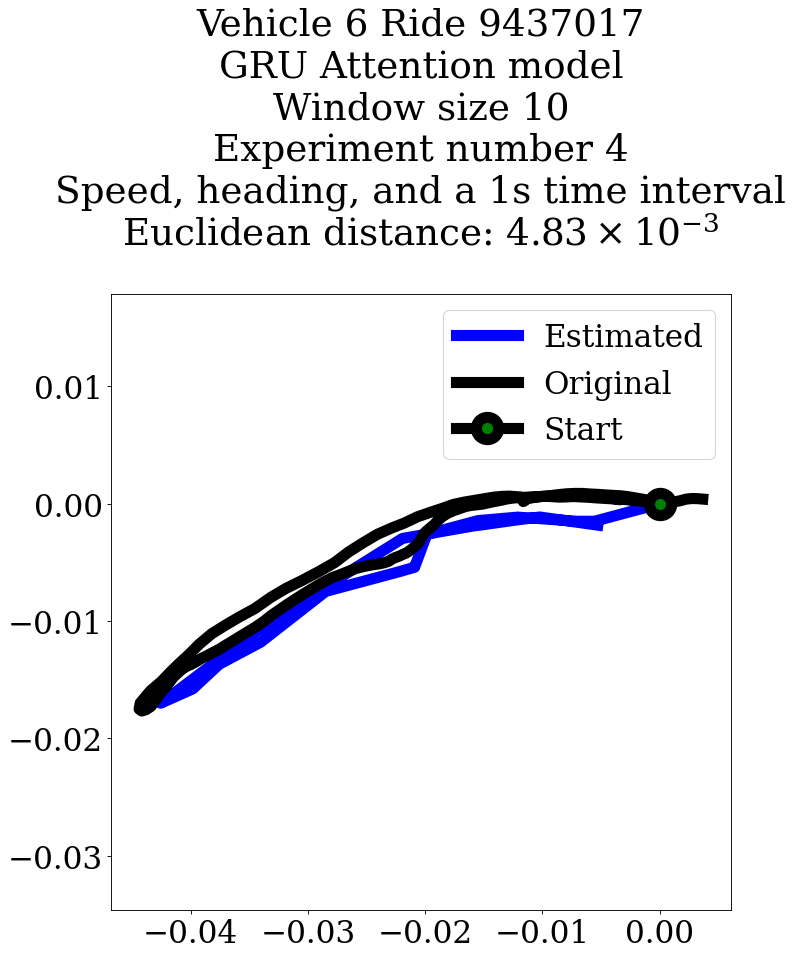 Vehicle 6 Ride 9437017
GRU Attention model
Window size 10
Experiment number 4
Speed, heading, and a 1s time interval
Euclidean distance: 4.83 × 10⁻³
Estimated
Original
Start
0.01
0.00
−0.01
−0.02
−0.03
−0.04 −0.03 −0.02 −0.01 0.00